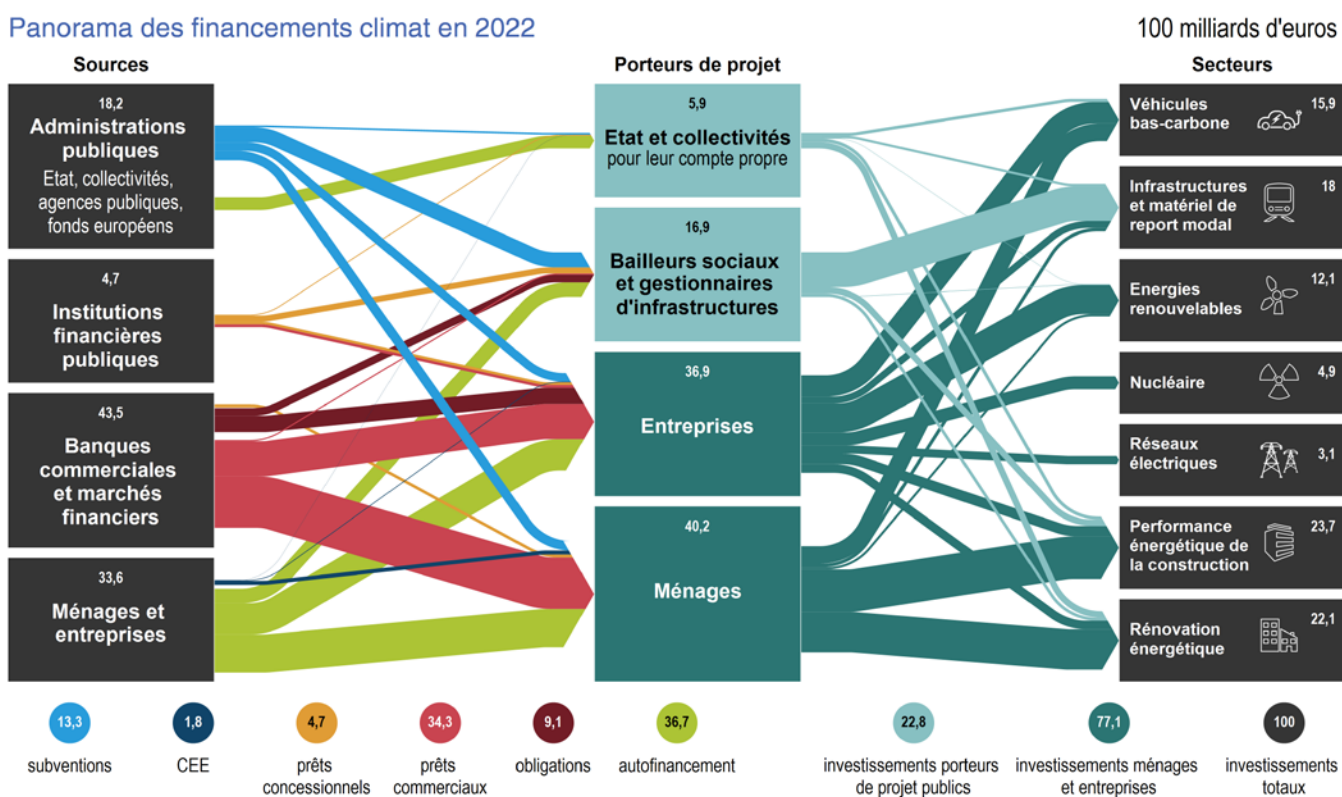 Panorama des financements climat en 2022
100 milliards d'euros
Sources
Porteurs de projet
Secteurs
18,2
Administrations
publiques
Etat, collectivités,
agences publiques,
fonds européens
4,7
Institutions
financières
publiques
43,5
Banques
commerciales
et marchés
financiers
33,6
Ménages et
entreprises
5,9
Etat et collectivités
pour leur compte propre
16,9
Bailleurs sociaux
et gestionnaires
d'infrastructures
36,9
Entreprises
40,2
Ménages
Véhicules
bas-carbone
15,9
Infrastructures
et matériel de
report modal
18
Energies
renouvelables
12,1
Nucléaire
4,9
Réseaux
électriques
3,1
Performance
énergétique de
la construction
23,7
Rénovation
énergétique
22,1
13,3
subventions
1,8
CEE
4,7
prêts
concessionnels
34,3
prêts
commerciaux
9,1
obligations
36,7
autofinancement
22,8
investissements porteurs
de projet publics
77,1
investissements ménages
et entreprises
100
investissements
totaux